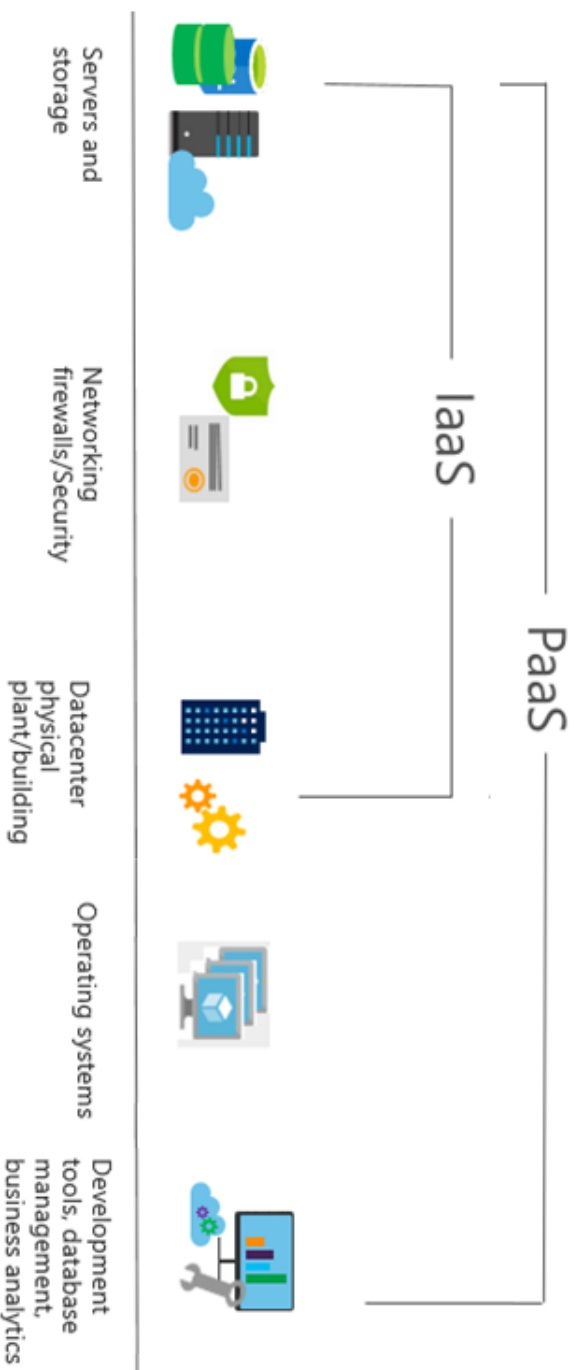 PaaS
IaaS
Servers and
storage
Networking
firewalls/Security
Datacenter
physical
plant/building
Operating systems
Development
tools, database
management,
business analytics